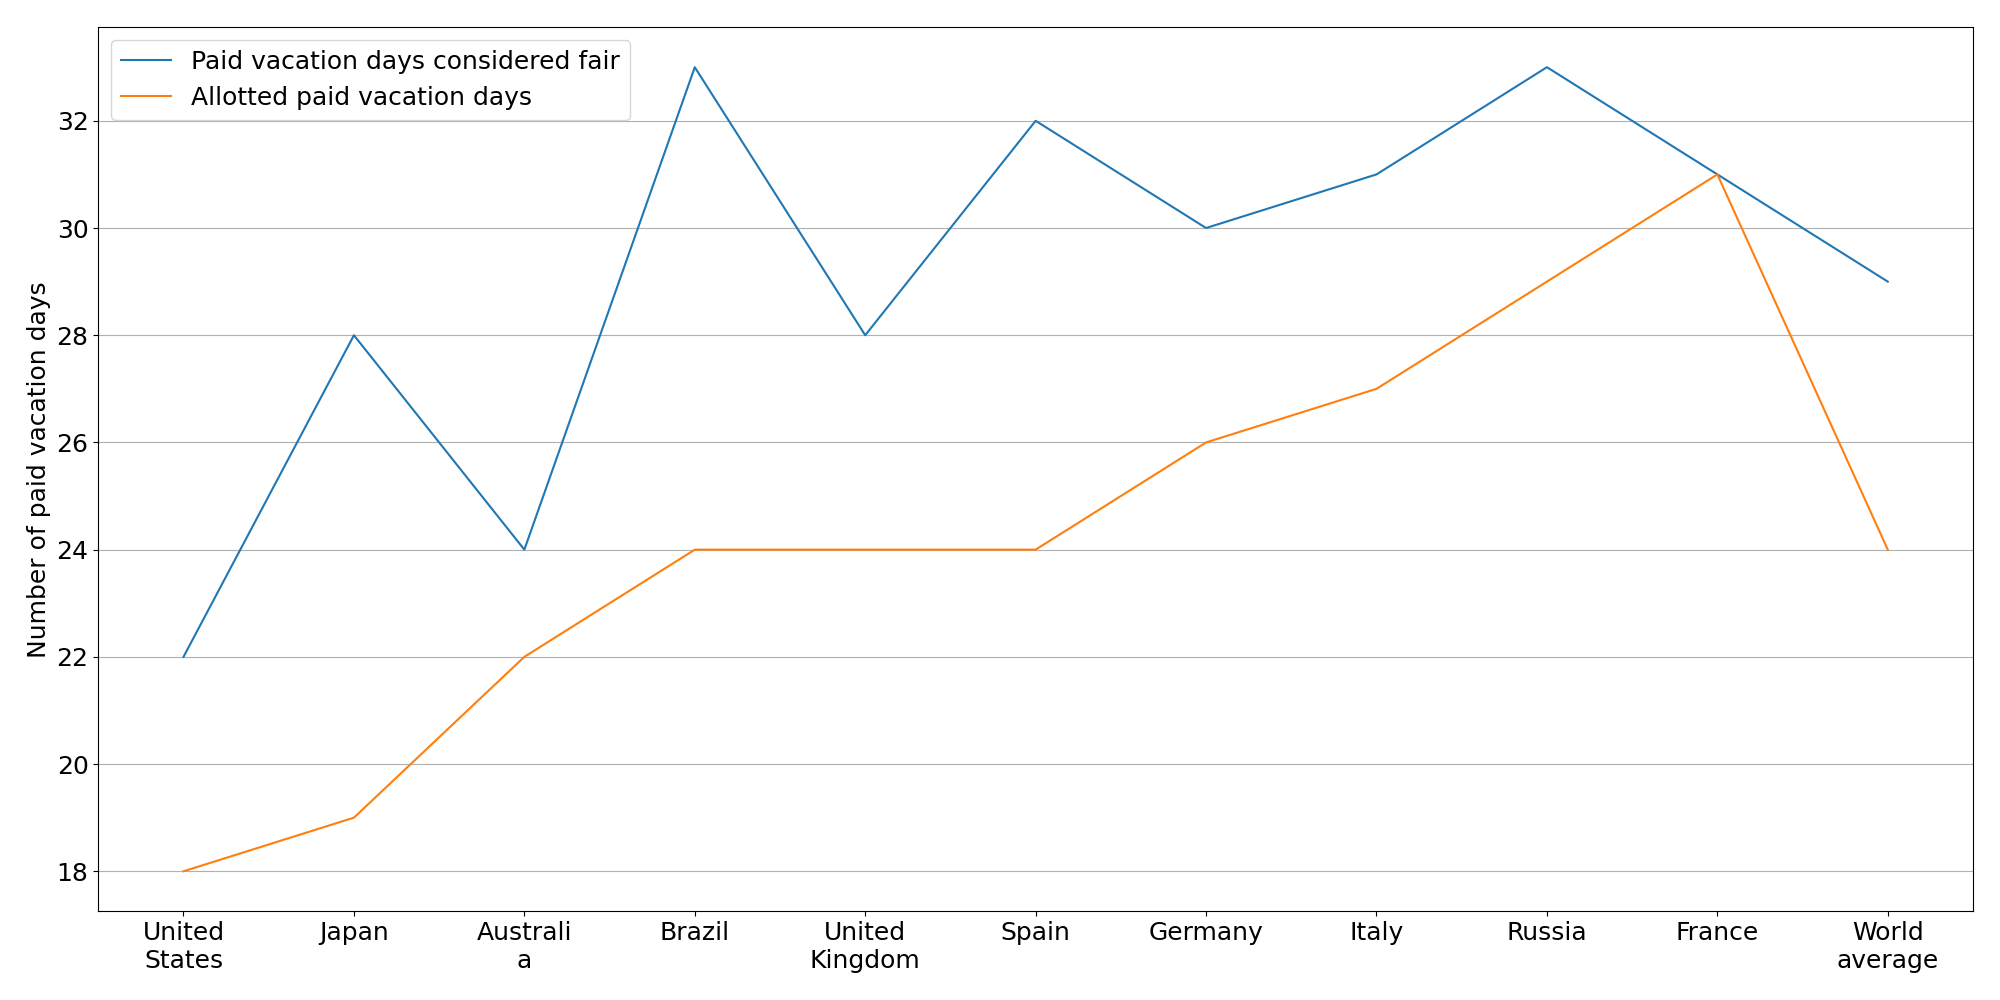 Paid vacation days considered fair
Allotted paid vacation days
Number of paid vacation days
32
30
28
26
24
22
20
18
United
States
Japan
Australi
a
Brazil
United
Kingdom
Spain
Germany
Italy
Russia
France
World
average